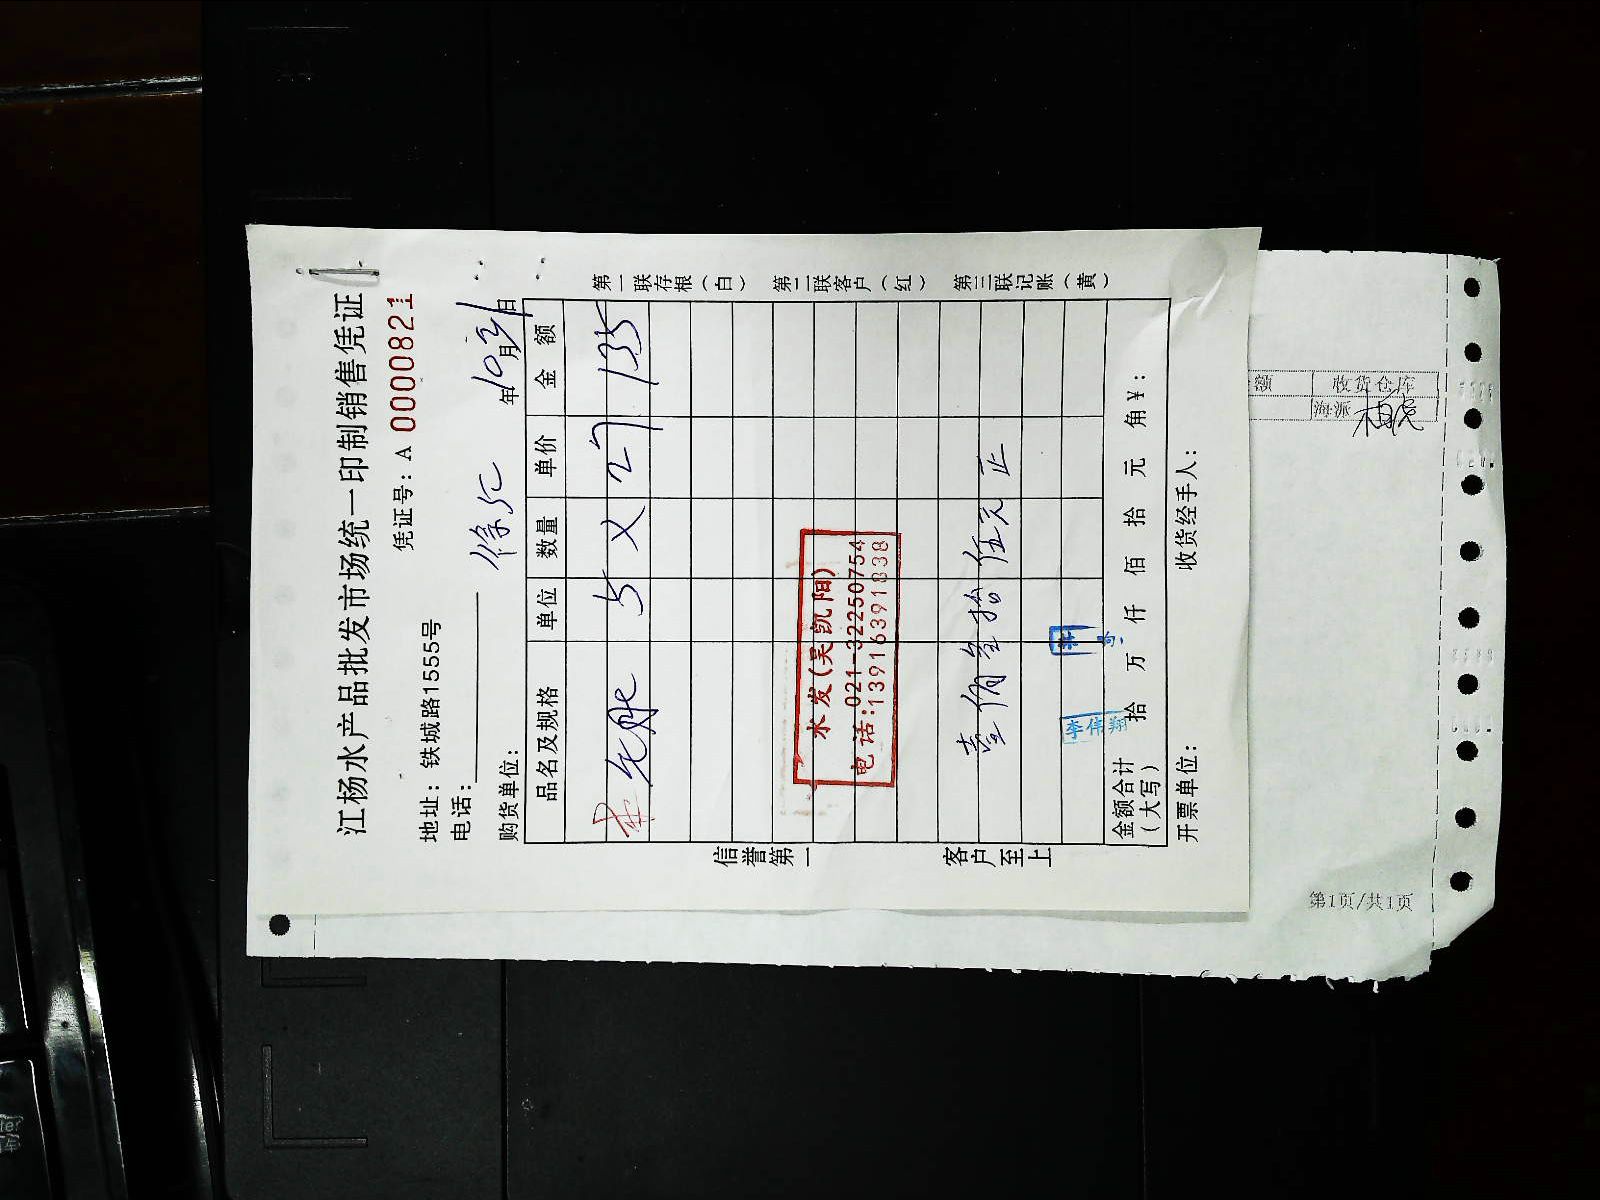 江杨水产品批发市场统一印制销售凭证
凭证号: A 0000821
地址: 铁城路1555号
电话:
购货单位:
年10月31日
品名及规格 单位 数量 单价 金额
5 X 27 135
水发(吴凯阳)
电话:021-32250754
13916391838
壹佰叁拾伍元正
李伟翔
金额合计(大写) 拾 万 仟 佰 拾 元 角 ¥:
开票单位: 收货经手人:
信誉第一 客户至上
第一联存根(白) 第二联客户(红) 第三联记账(黄)
收货仓库
第1页/共1页